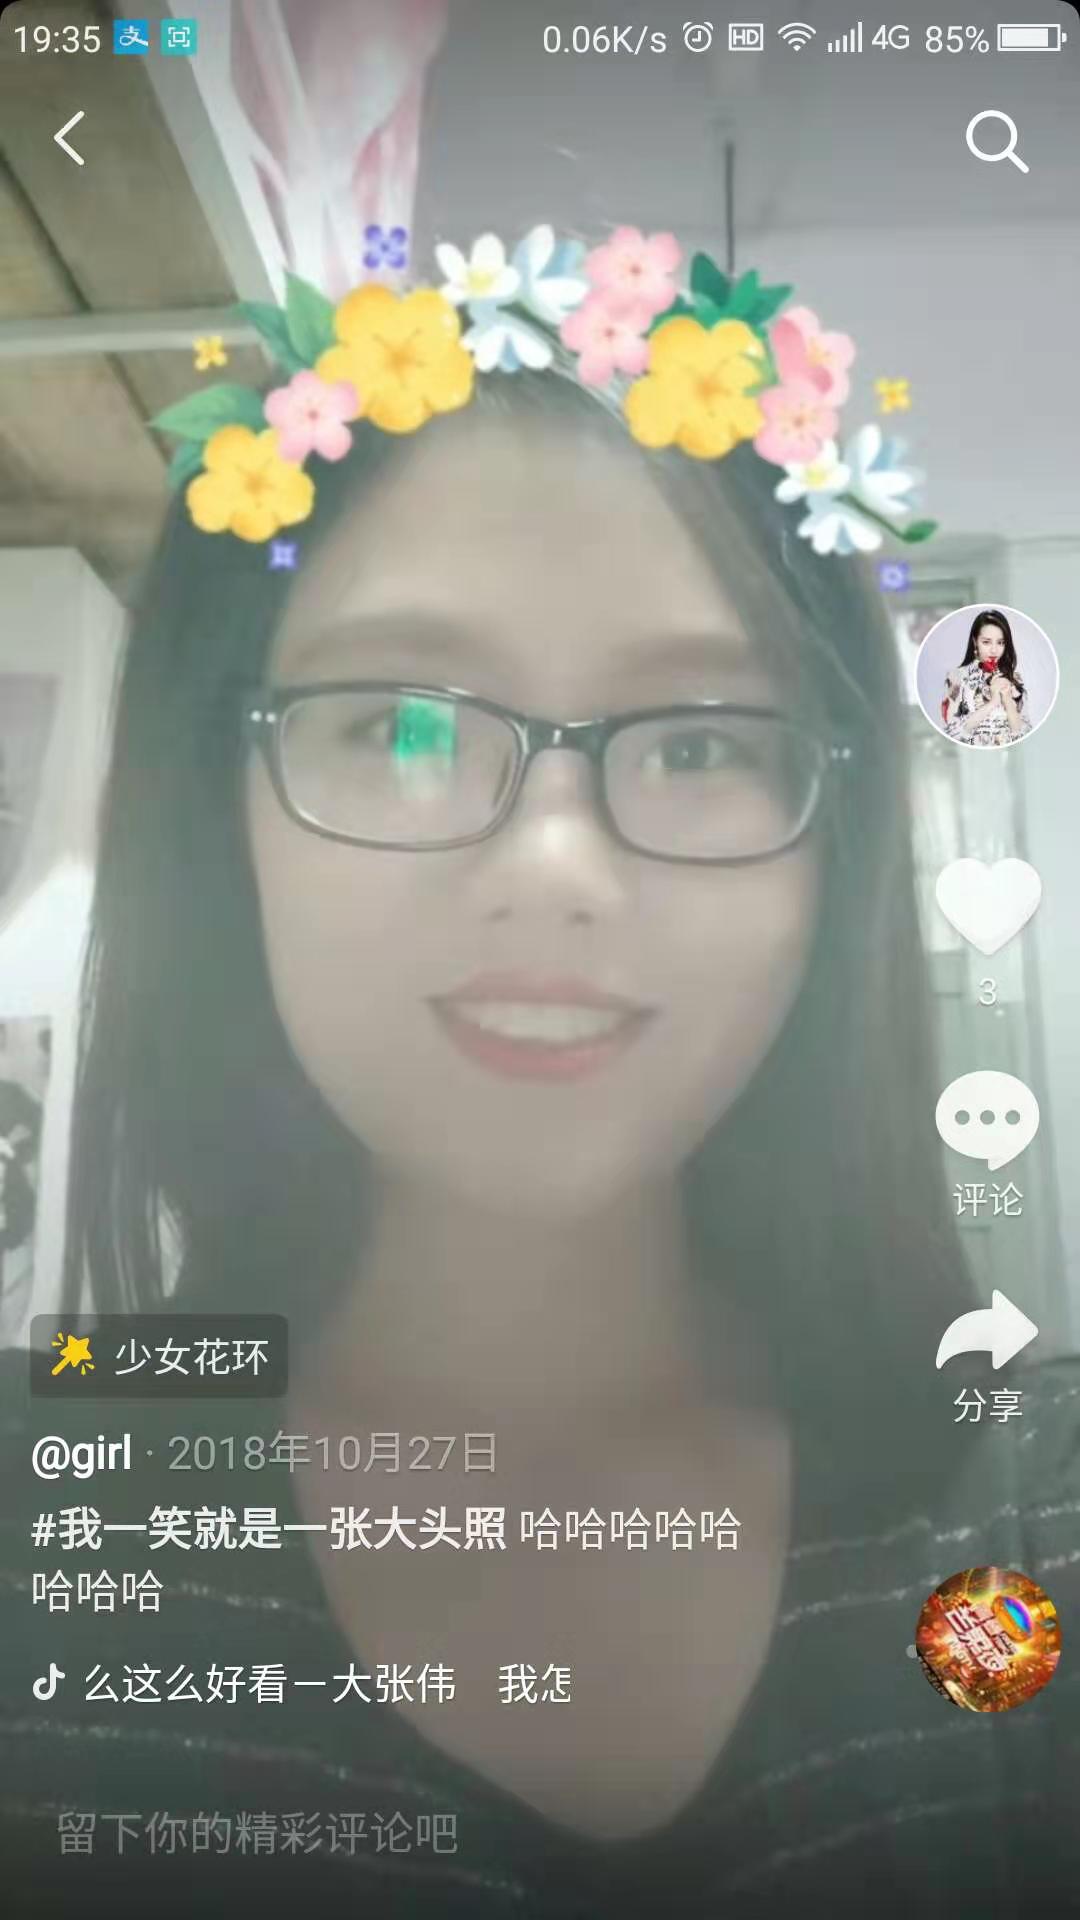 19:35 0.06K/s HD 4G 85%
3
评论
分享
少女花环
@girl · 2018年10月27日
#我一笑就是一张大头照 哈哈哈哈哈
哈哈哈
么这么好看－大张伟 我怎
留下你的精彩评论吧